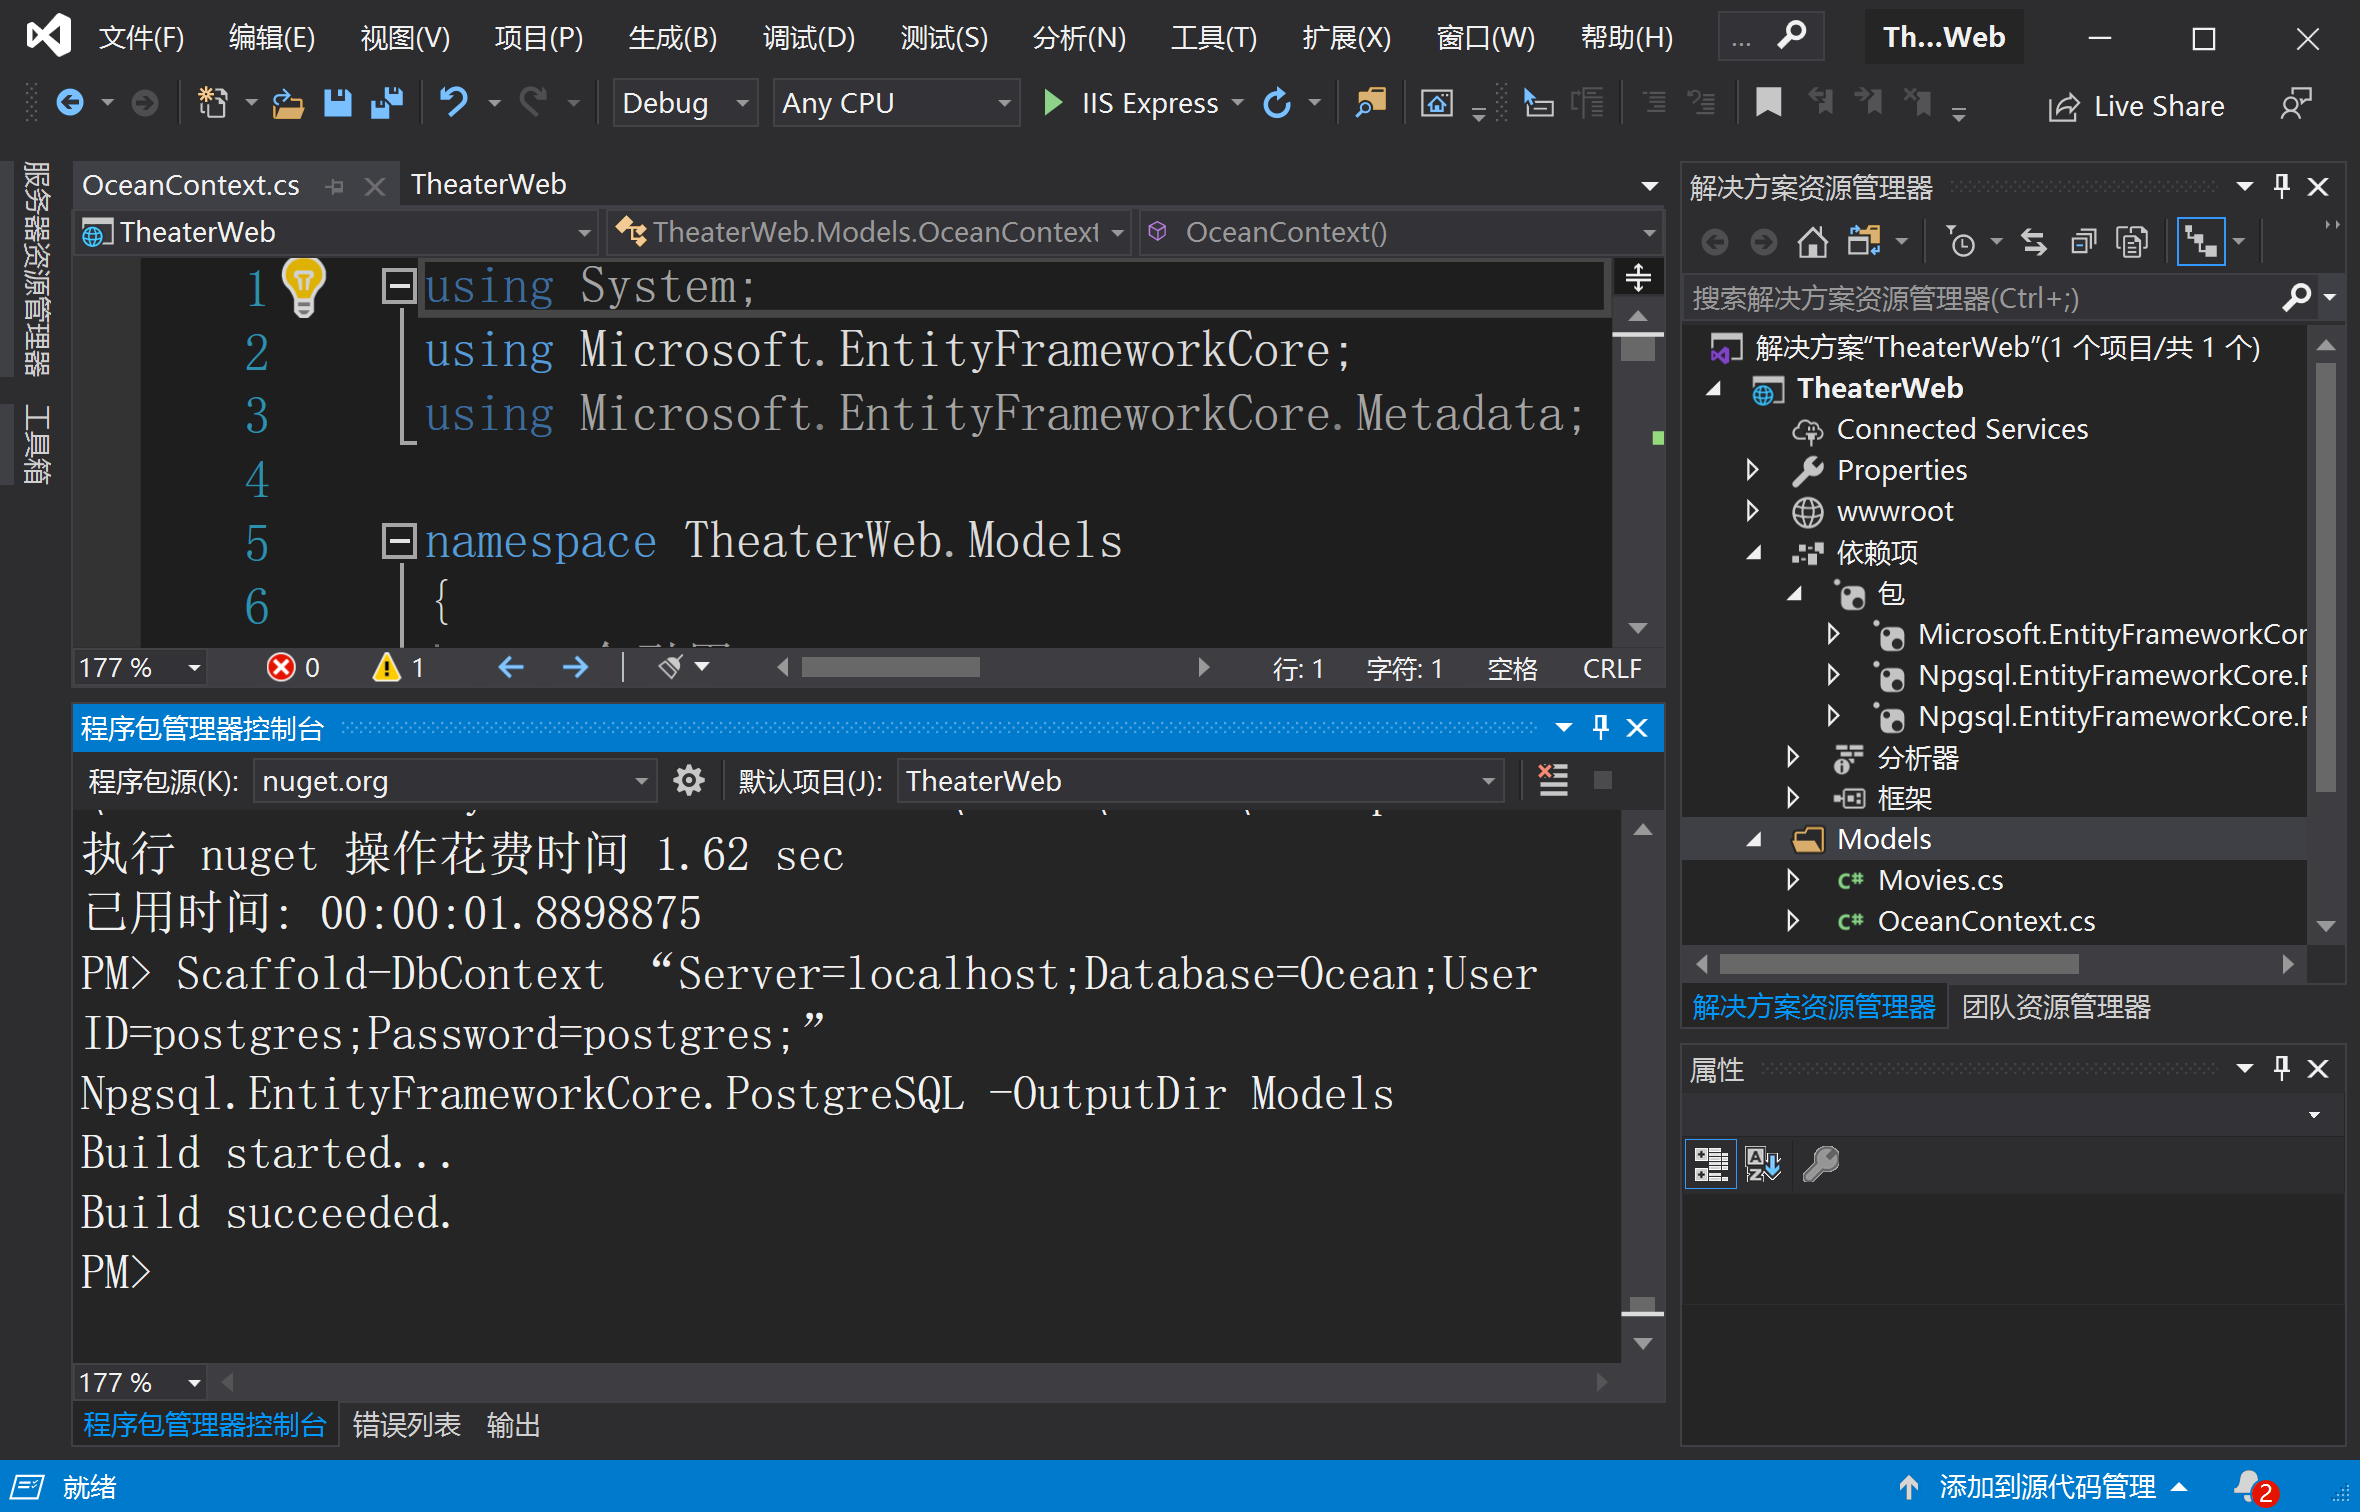 文件(F) 编辑(E) 视图(V) 项目(P) 生成(B) 调试(D) 测试(S) 分析(N) 工具(T) 扩展(X) 窗口(W) 帮助(H) ... Th...Web
Debug Any CPU IIS Express Live Share
服务器资源管理器
工具箱
OceanContext.cs TheaterWeb
TheaterWeb TheaterWeb.Models.OceanContext OceanContext()
1 using System;
2 using Microsoft.EntityFrameworkCore;
3 using Microsoft.EntityFrameworkCore.Metadata;
4
5 namespace TheaterWeb.Models
6 {
177 % 0 1 行: 1 字符: 1 空格 CRLF
程序包管理器控制台
程序包源(K): nuget.org 默认项目(J): TheaterWeb
执行 nuget 操作花费时间 1.62 sec
已用时间: 00:00:01.8898875
PM> Scaffold-DbContext “Server=localhost;Database=Ocean;User
ID=postgres;Password=postgres;”
Npgsql.EntityFrameworkCore.PostgreSQL -OutputDir Models
Build started...
Build succeeded.
PM>
177 %
程序包管理器控制台 错误列表 输出
解决方案资源管理器
搜索解决方案资源管理器(Ctrl+;)
解决方案“TheaterWeb”(1 个项目/共 1 个)
TheaterWeb
Connected Services
Properties
wwwroot
依赖项
包
Microsoft.EntityFrameworkCor
Npgsql.EntityFrameworkCore.P
Npgsql.EntityFrameworkCore.P
分析器
框架
Models
C# Movies.cs
C# OceanContext.cs
解决方案资源管理器 团队资源管理器
属性
就绪 添加到源代码管理 2